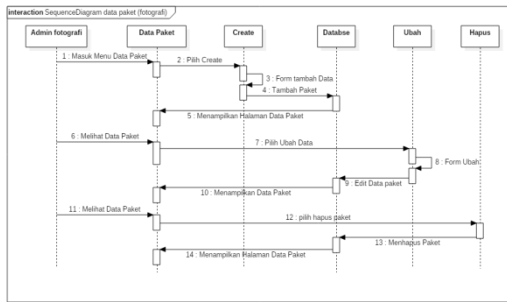 interaction SequenceDiagram data paket (fotografi)
Admin fotografi
Data Paket
Create
Databse
Ubah
Hapus
1 : Masuk Menu Data Paket
2 : Pilih Create
3 : Form tambah Data
4 : Tambah Paket
5 : Menampilkan Halaman Data Paket
6 : Melihat Data Paket
7 : Pilih Ubah Data
8 : Form Ubah
9 : Edit Data paket
10 : Menampilkan Data Paket
11 : Melihat Data Paket
12 : pilih hapus paket
13 : Menhapus Paket
14 : Menampilkan Halaman Data Paket